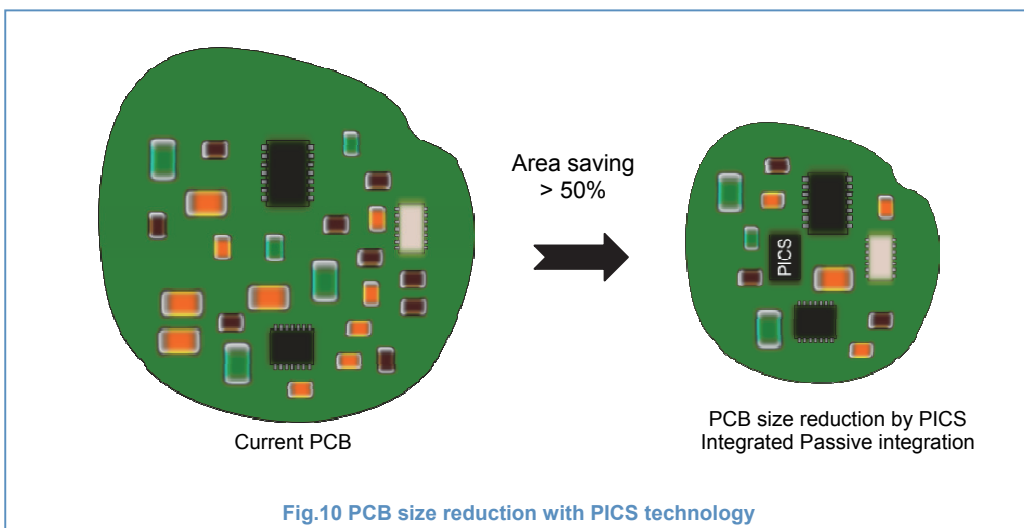 Area saving
> 50%
PICS
Current PCB
PCB size reduction by PICS
Integrated Passive integration
Fig.10 PCB size reduction with PICS technology